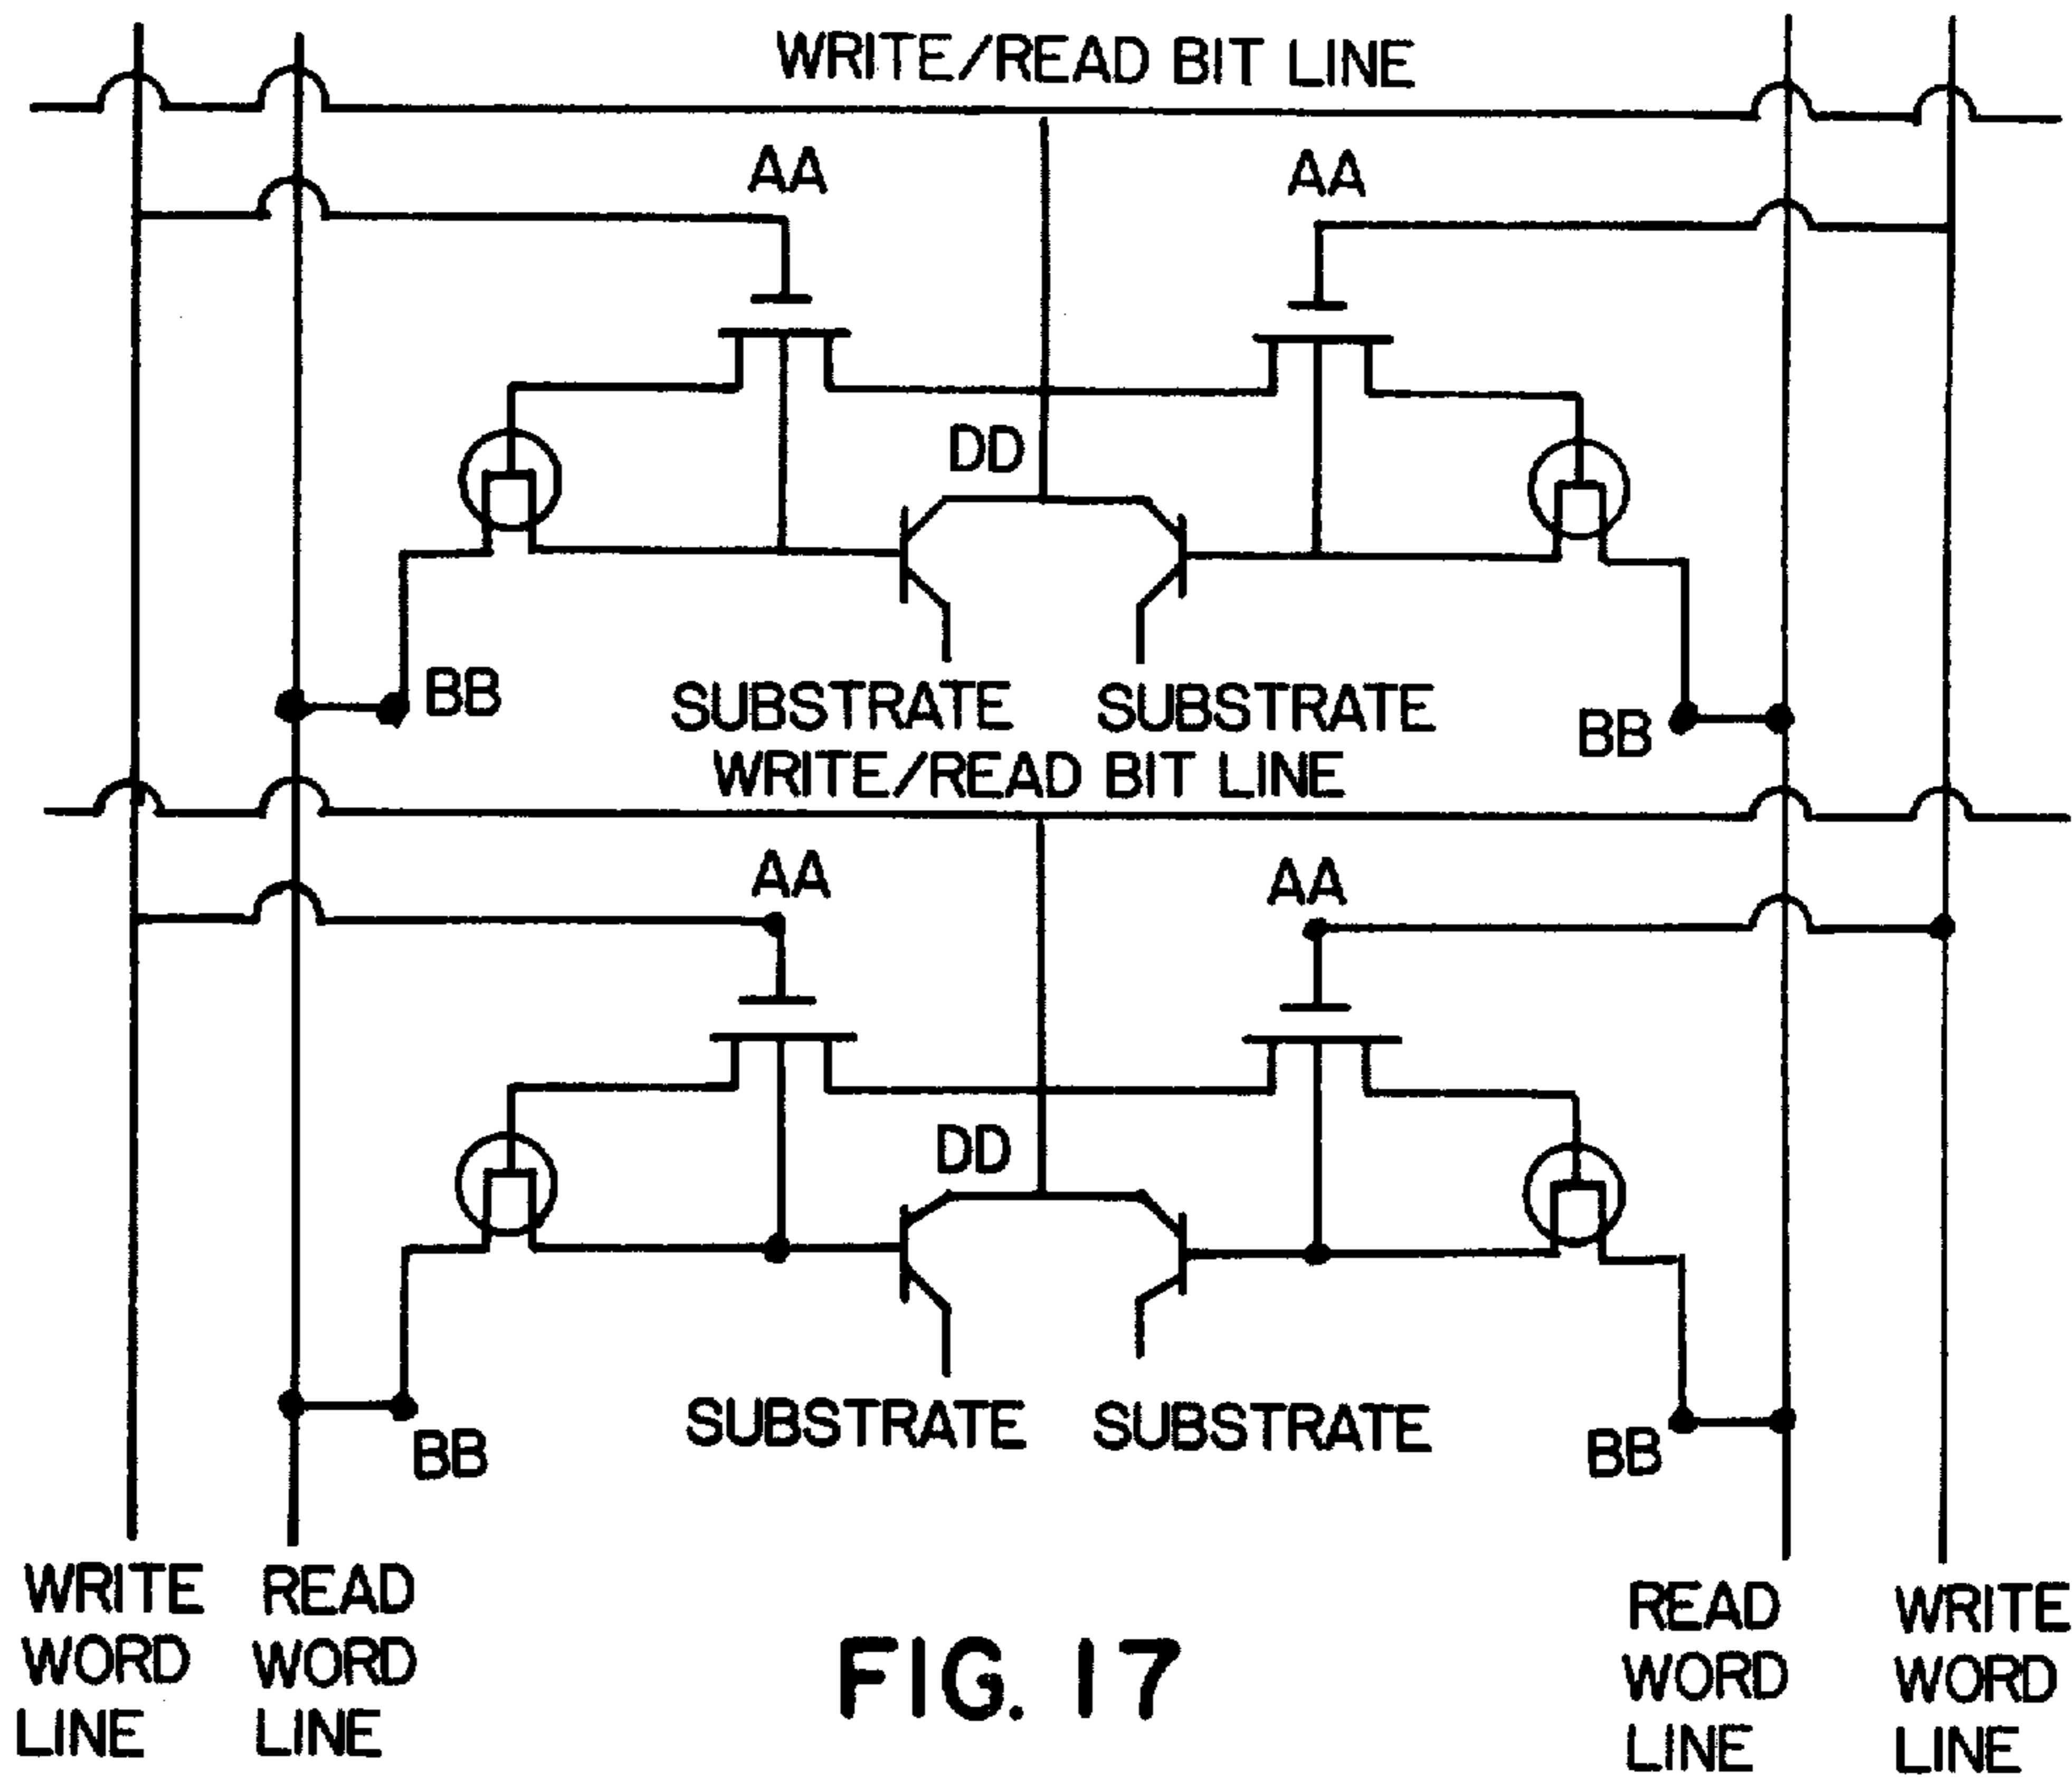 WRITE/READ BIT LINE
AA AA
DD
BB
SUBSTRATE SUBSTRATE
BB
WRITE/READ BIT LINE
AA AA
DD
SUBSTRATE SUBSTRATE
BB BB
WRITE
WORD
LINE
READ
WORD
LINE
FIG. 17
READ
WORD
LINE
WRITE
WORD
LINE